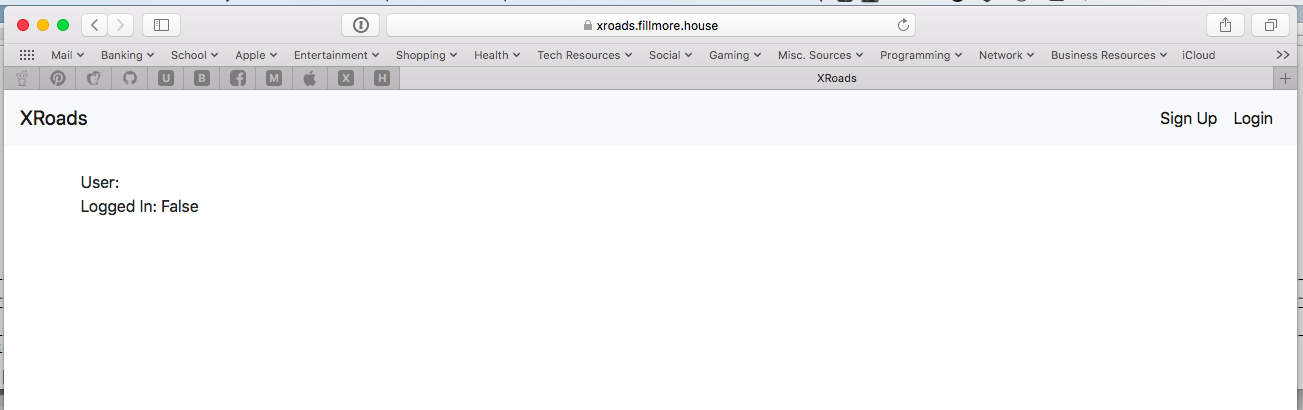 xroads.fillmore.house
Mail Banking School Apple Entertainment Shopping Health Tech Resources Social Gaming Misc. Sources Programming Network Business Resources iCloud
U B M X H XRoads
XRoads Sign Up Login
User:
Logged In: False